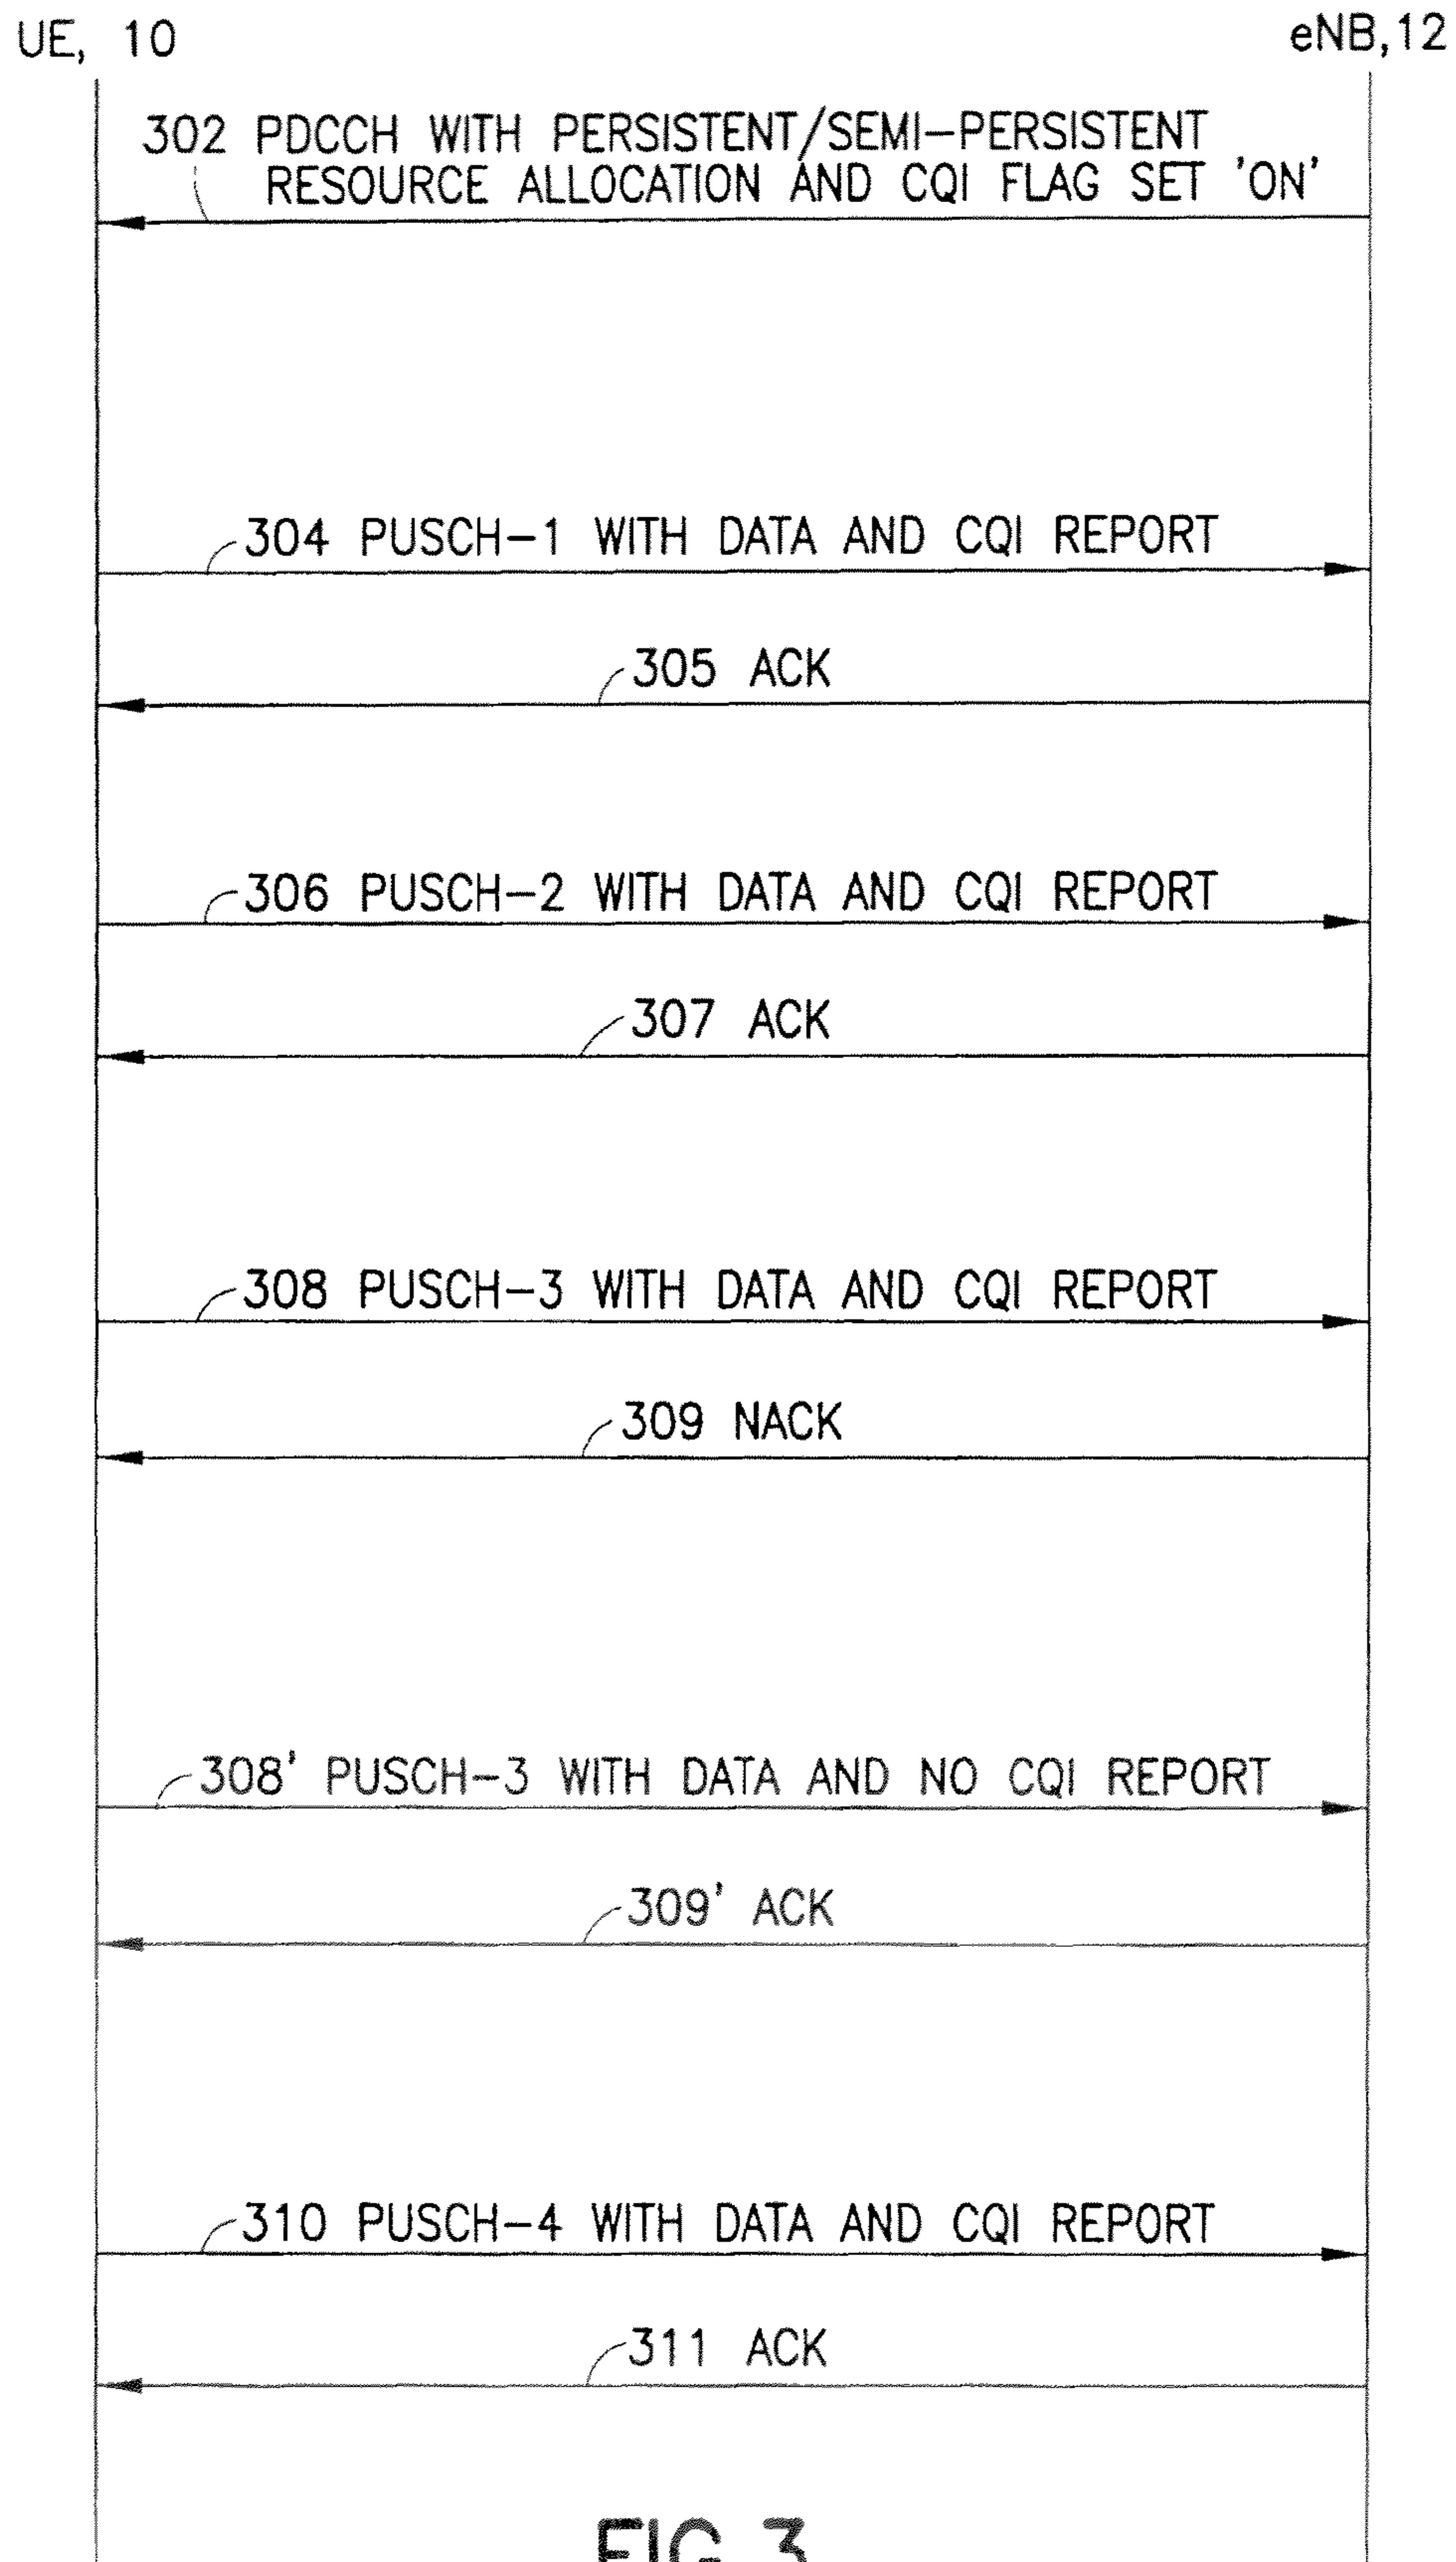 UE, 10
eNB,12
302 PDCCH WITH PERSISTENT/SEMI-PERSISTENT
RESOURCE ALLOCATION AND CQI FLAG SET 'ON'
304 PUSCH-1 WITH DATA AND CQI REPORT
305 ACK
306 PUSCH-2 WITH DATA AND CQI REPORT
307 ACK
308 PUSCH-3 WITH DATA AND CQI REPORT
309 NACK
308' PUSCH-3 WITH DATA AND NO CQI REPORT
309' ACK
310 PUSCH-4 WITH DATA AND CQI REPORT
311 ACK
FIG. 3